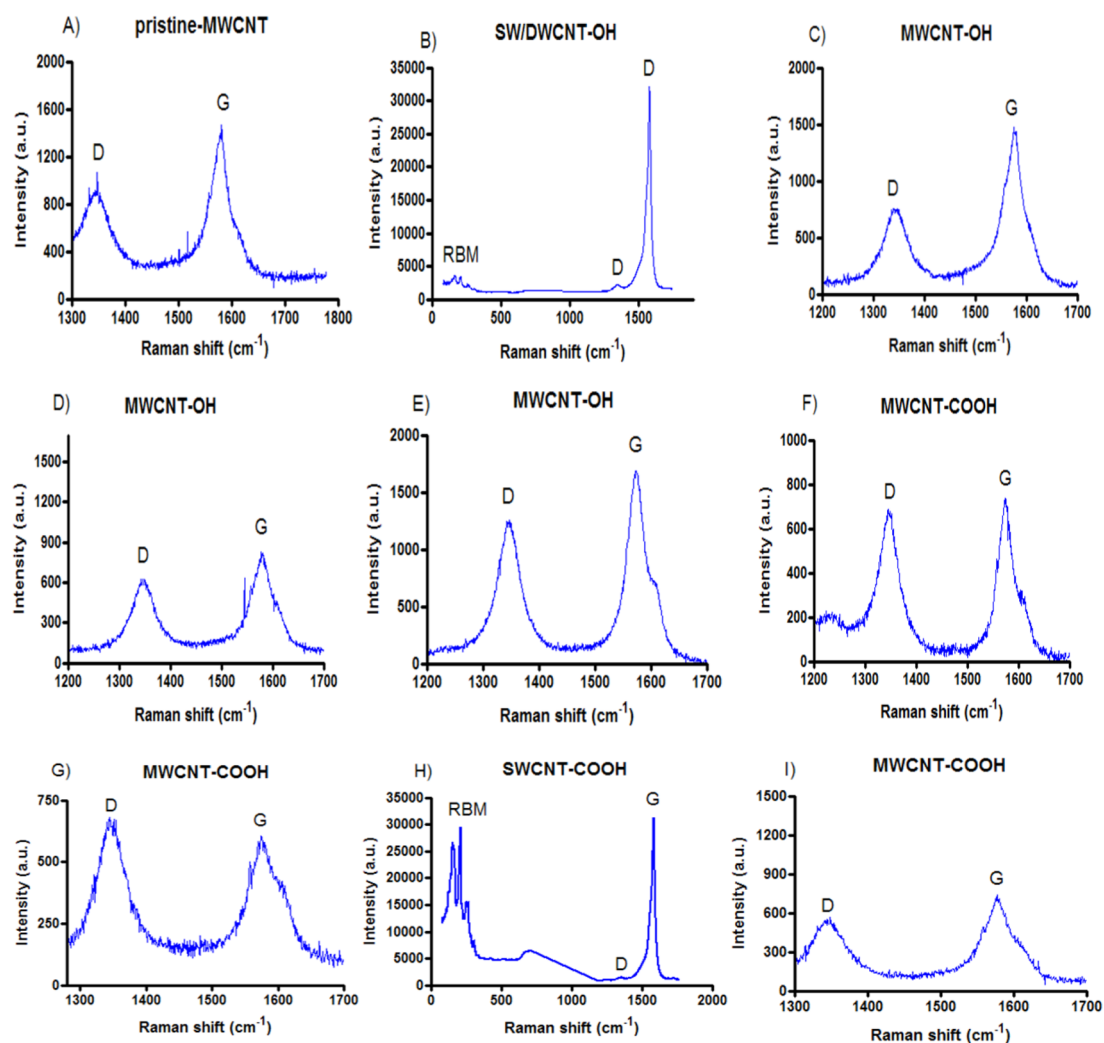 A) pristine-MWCNT
Intensity (a.u.)
2000
1600
1200
800
400
0
D
G
1300 1400 1500 1600 1700 1800
Raman shift (cm-1)
B) SW/DWCNT-OH
Intensity (a.u.)
35000
30000
25000
20000
15000
10000
5000
0
RBM
D
D
0 500 1000 1500
Raman shift (cm-1)
C) MWCNT-OH
Intensity (a.u.)
2000
1500
1000
500
0
D
G
1200 1300 1400 1500 1600 1700
Raman shift (cm-1)
D) MWCNT-OH
Intensity (a.u.)
1500
1200
900
600
300
0
D
G
1200 1300 1400 1500 1600 1700
Raman shift (cm-1)
E) MWCNT-OH
Intensity (a.u.)
2000
1500
1000
500
0
D
G
1200 1300 1400 1500 1600 1700
Raman shift (cm-1)
F) MWCNT-COOH
Intensity (a.u.)
1000
800
600
400
200
0
D
G
1200 1300 1400 1500 1600 1700
Raman shift (cm-1)
G) MWCNT-COOH
Intensity (a.u.)
750
500
250
0
D
G
1300 1400 1500 1600 1700
Raman shift (cm-1)
H) SWCNT-COOH
Intensity (a.u.)
35000
30000
25000
20000
15000
10000
5000
0
RBM
D
G
0 500 1000 1500 2000
Raman shift (cm-1)
I) MWCNT-COOH
Intensity (a.u.)
1500
1200
900
600
300
0
D
G
1300 1400 1500 1600 1700
Raman shift (cm-1)